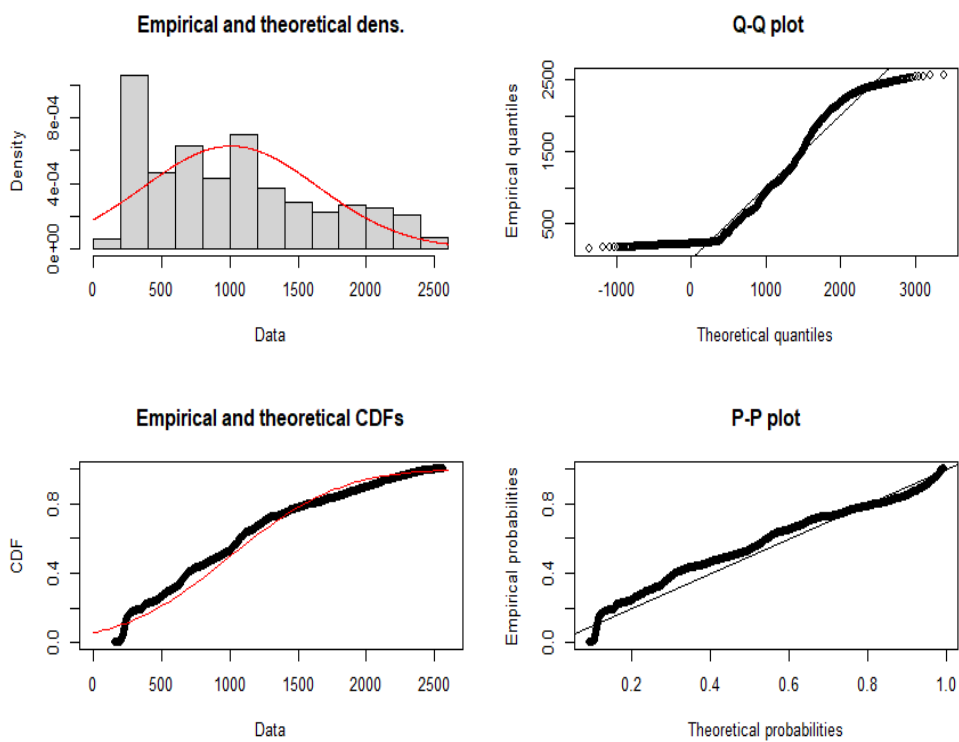 Empirical and theoretical dens.
Density
0e+00 4e-04 8e-04
0 500 1000 1500 2000 2500
Data
Q-Q plot
Empirical quantiles
500 1500 2500
-1000 0 1000 2000 3000
Theoretical quantiles
Empirical and theoretical CDFs
CDF
0.0 0.4 0.8
0 500 1000 1500 2000 2500
Data
P-P plot
Empirical probabilities
0.0 0.4 0.8
0.2 0.4 0.6 0.8 1.0
Theoretical probabilities